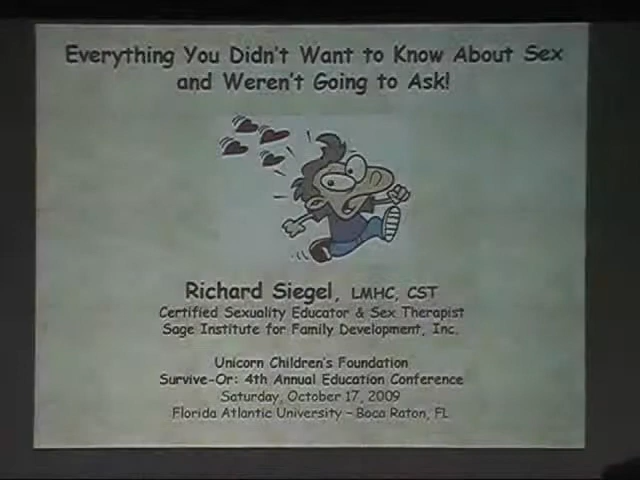 Everything You Didn't Want to Know About Sex
and Weren't Going to Ask!
Richard Siegel, LMHC, CST
Certified Sexuality Educator & Sex Therapist
Sage Institute for Family Development, Inc.
Unicorn Children's Foundation
Survive-Or: 4th Annual Education Conference
Saturday, October 17, 2009
Florida Atlantic University - Boca Raton, FL